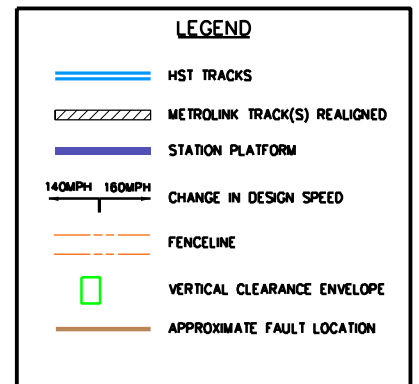 LEGEND
HST TRACKS
METROLINK TRACK(S) REALIGNED
STATION PLATFORM
140MPH 160MPH
CHANGE IN DESIGN SPEED
FENCELINE
VERTICAL CLEARANCE ENVELOPE
APPROXIMATE FAULT LOCATION